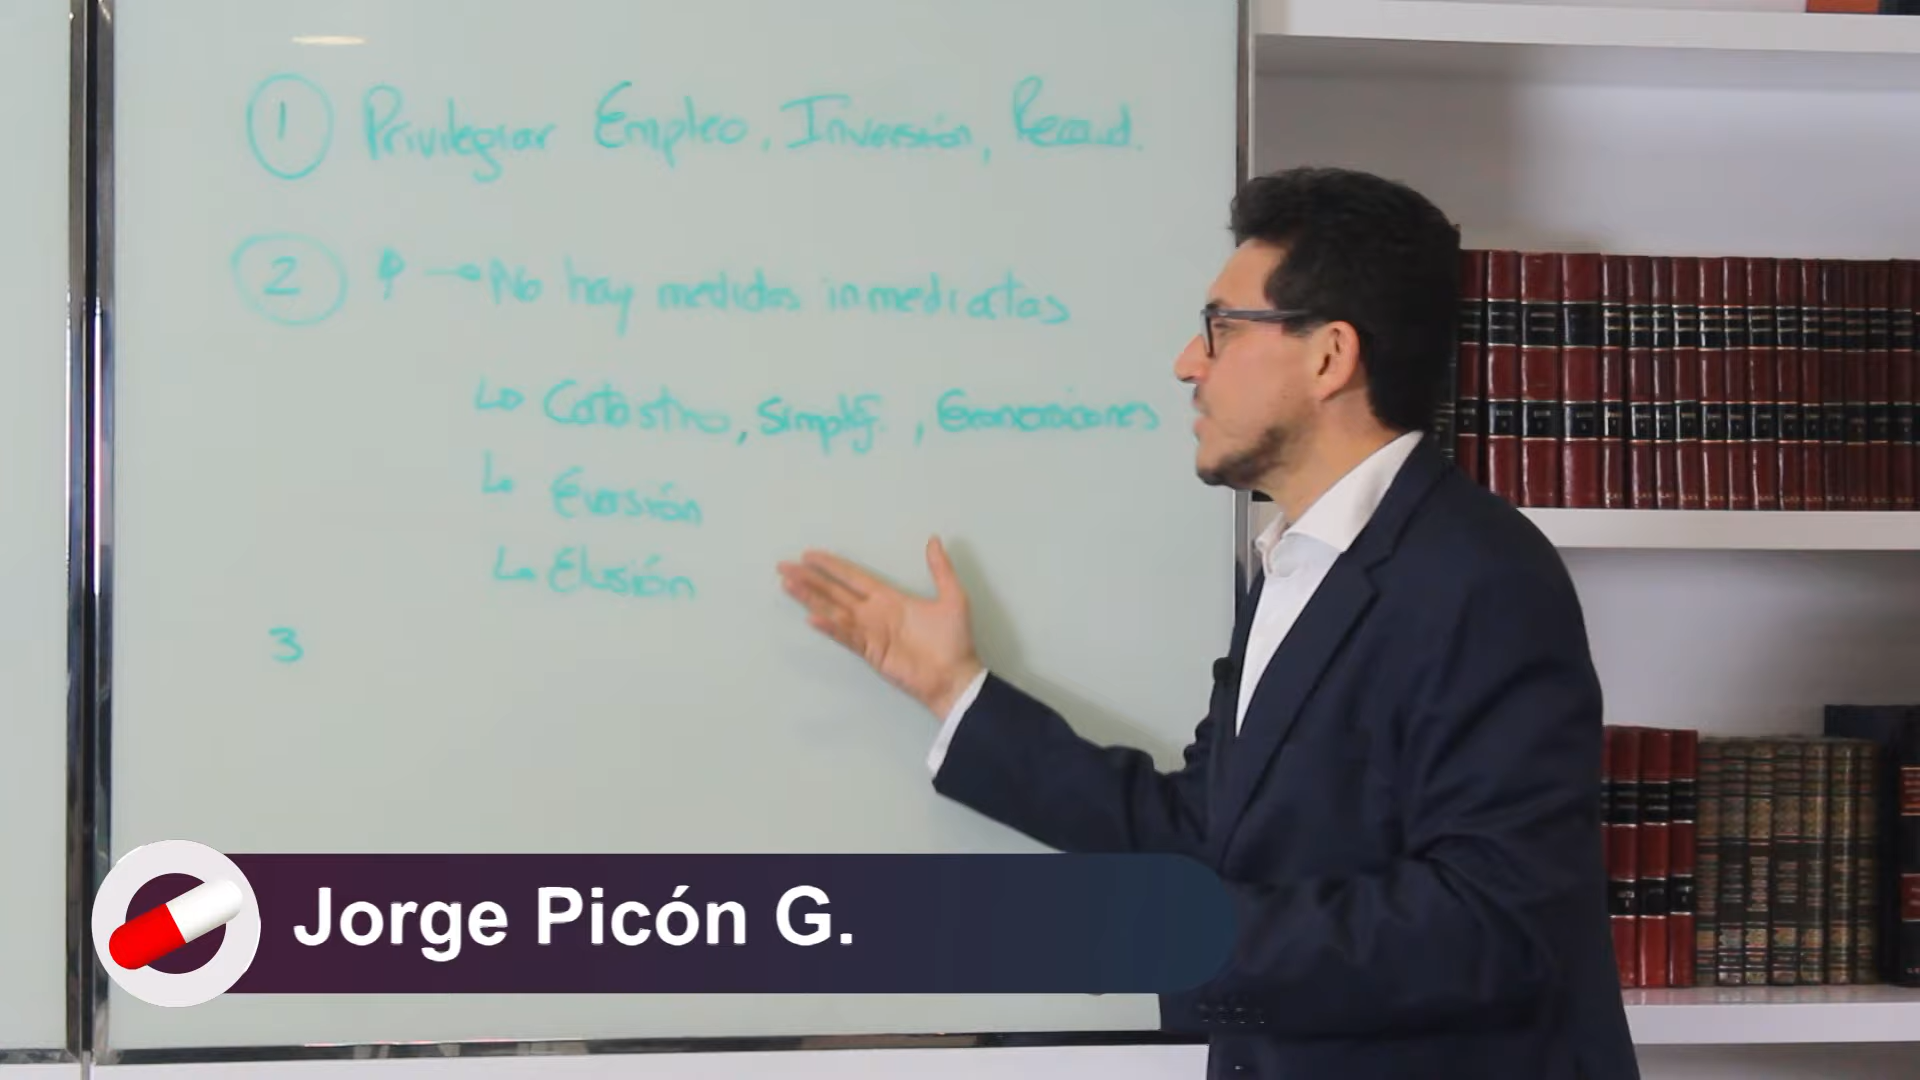 1 Privilegiar Empleo, Inversión, Recaud.
2 P → No hay medidas inmediatas
↳ Catastro, Simplif., Exoneraciones
↳ Evasión
↳ Elusión
3
Jorge Picón G.